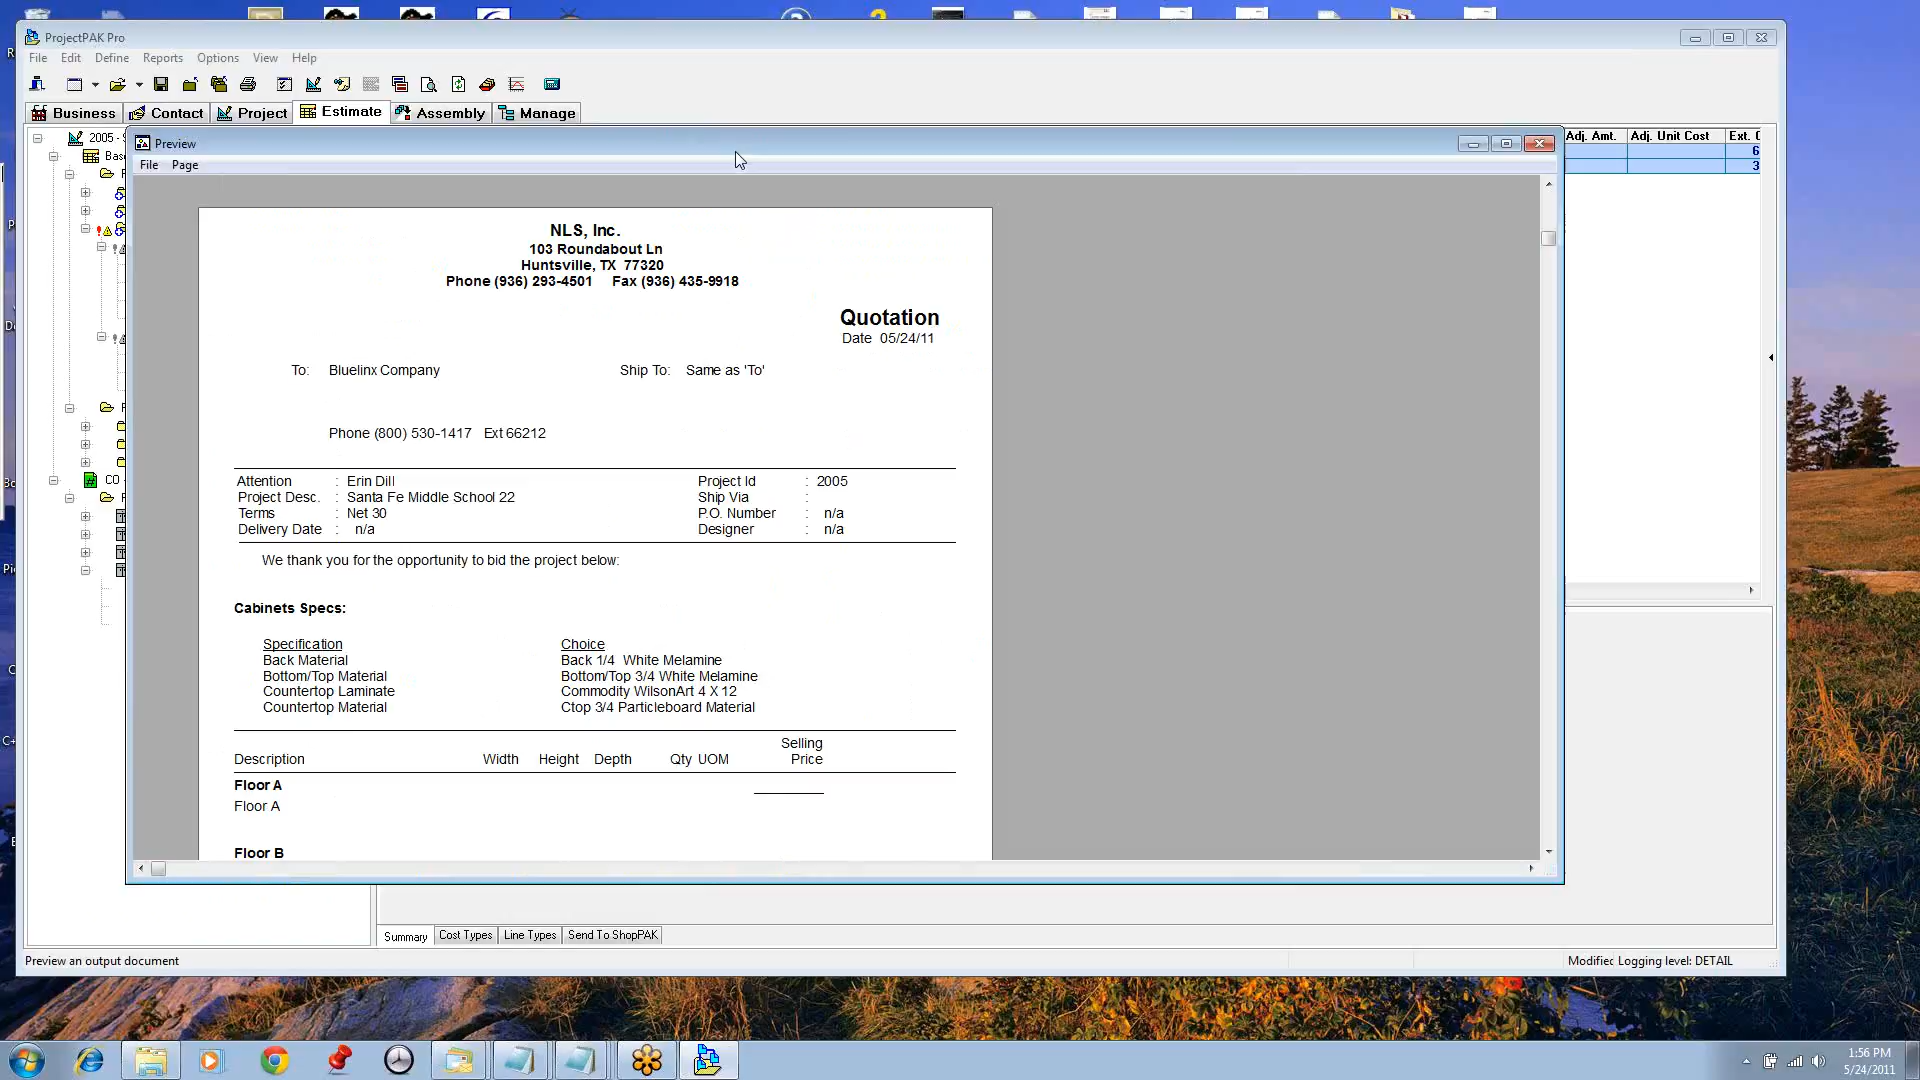 ProjectPAK Pro
File Edit Define Reports Options View Help
Business Contact Project Estimate Assembly Manage
2005 -
Preview
File Page
Adj. Amt. Adj. Unit Cost Ext.
6
3
NLS, Inc.
103 Roundabout Ln
Huntsville, TX 77320
Phone (936) 293-4501 Fax (936) 435-9918
Quotation
Date 05/24/11
To: Bluelinx Company Ship To: Same as 'To'
Phone (800) 530-1417 Ext 66212
Attention : Erin Dill Project Id : 2005
Project Desc. : Santa Fe Middle School 22 Ship Via :
Terms : Net 30 P.O. Number : n/a
Delivery Date : n/a Designer : n/a
We thank you for the opportunity to bid the project below:
Cabinets Specs:
Specification Choice
Back Material Back 1/4 White Melamine
Bottom/Top Material Bottom/Top 3/4 White Melamine
Countertop Laminate Commodity WilsonArt 4 X 12
Countertop Material Ctop 3/4 Particleboard Material
Selling
Description Width Height Depth Qty UOM Price
Floor A
Floor A
Floor B
CO
Summary Cost Types Line Types Send To ShopPAK
Preview an output document
Logging level: DETAIL
1:56 PM
5/24/2011